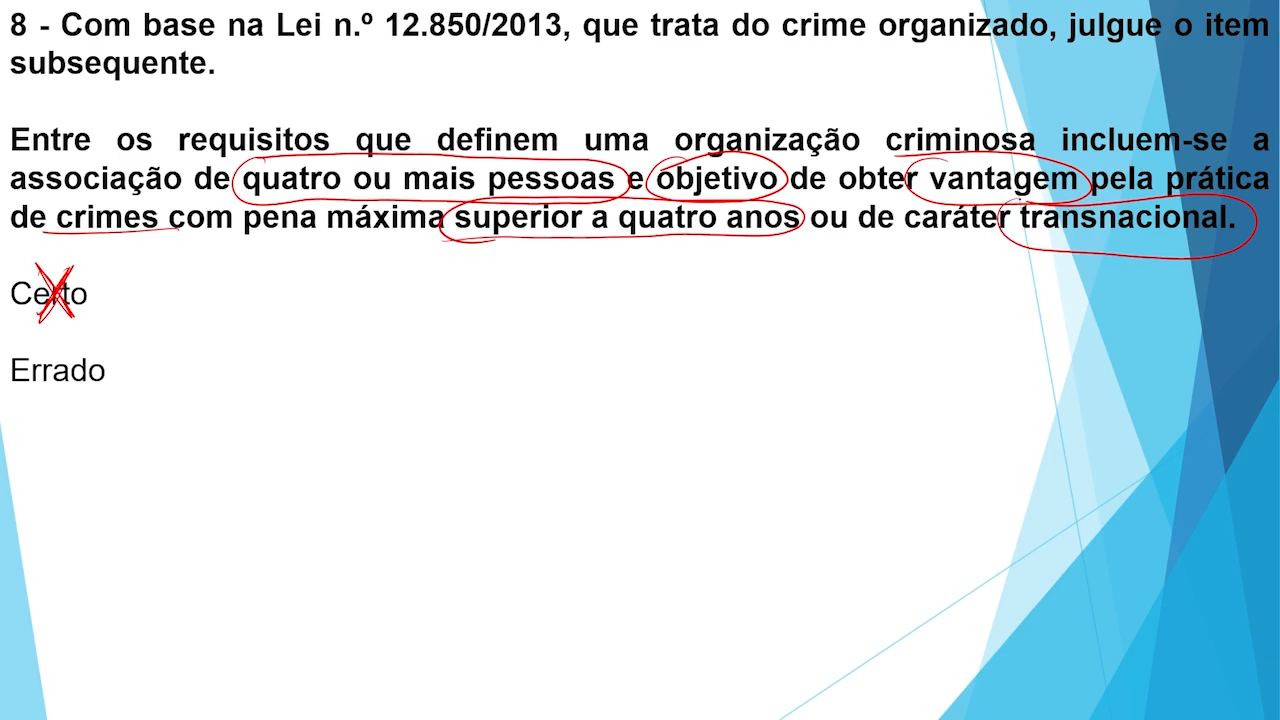 8 - Com base na Lei n.º 12.850/2013, que trata do crime organizado, julgue o item
subsequente.
Entre os requisitos que definem uma organização criminosa incluem-se a
associação de quatro ou mais pessoas e objetivo de obter vantagem pela prática
de crimes com pena máxima superior a quatro anos ou de caráter transnacional.
Certo
Errado